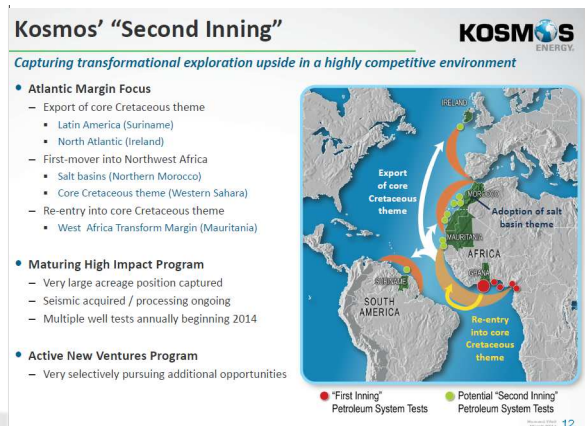 Kosmos' "Second Inning"
KOSMOS
ENERGY.
Capturing transformational exploration upside in a highly competitive environment
• Atlantic Margin Focus
– Export of core Cretaceous theme
▪ Latin America (Suriname)
▪ North Atlantic (Ireland)
– First-mover into Northwest Africa
▪ Salt basins (Northern Morocco)
▪ Core Cretaceous theme (Western Sahara)
– Re-entry into core Cretaceous theme
▪ West Africa Transform Margin (Mauritania)
• Maturing High Impact Program
– Very large acreage position captured
– Seismic acquired / processing ongoing
– Multiple well tests annually beginning 2014
• Active New Ventures Program
– Very selectively pursuing additional opportunities
IRELAND
Export
of core
Cretaceous
theme
MOROCCO
Adoption of salt
basin theme
MAURITANIA
AFRICA
GHANA
SURINAME
SOUTH
AMERICA
Re-entry
into core
Cretaceous
theme
"First Inning"
Petroleum System Tests
Potential "Second Inning"
Petroleum System Tests
12